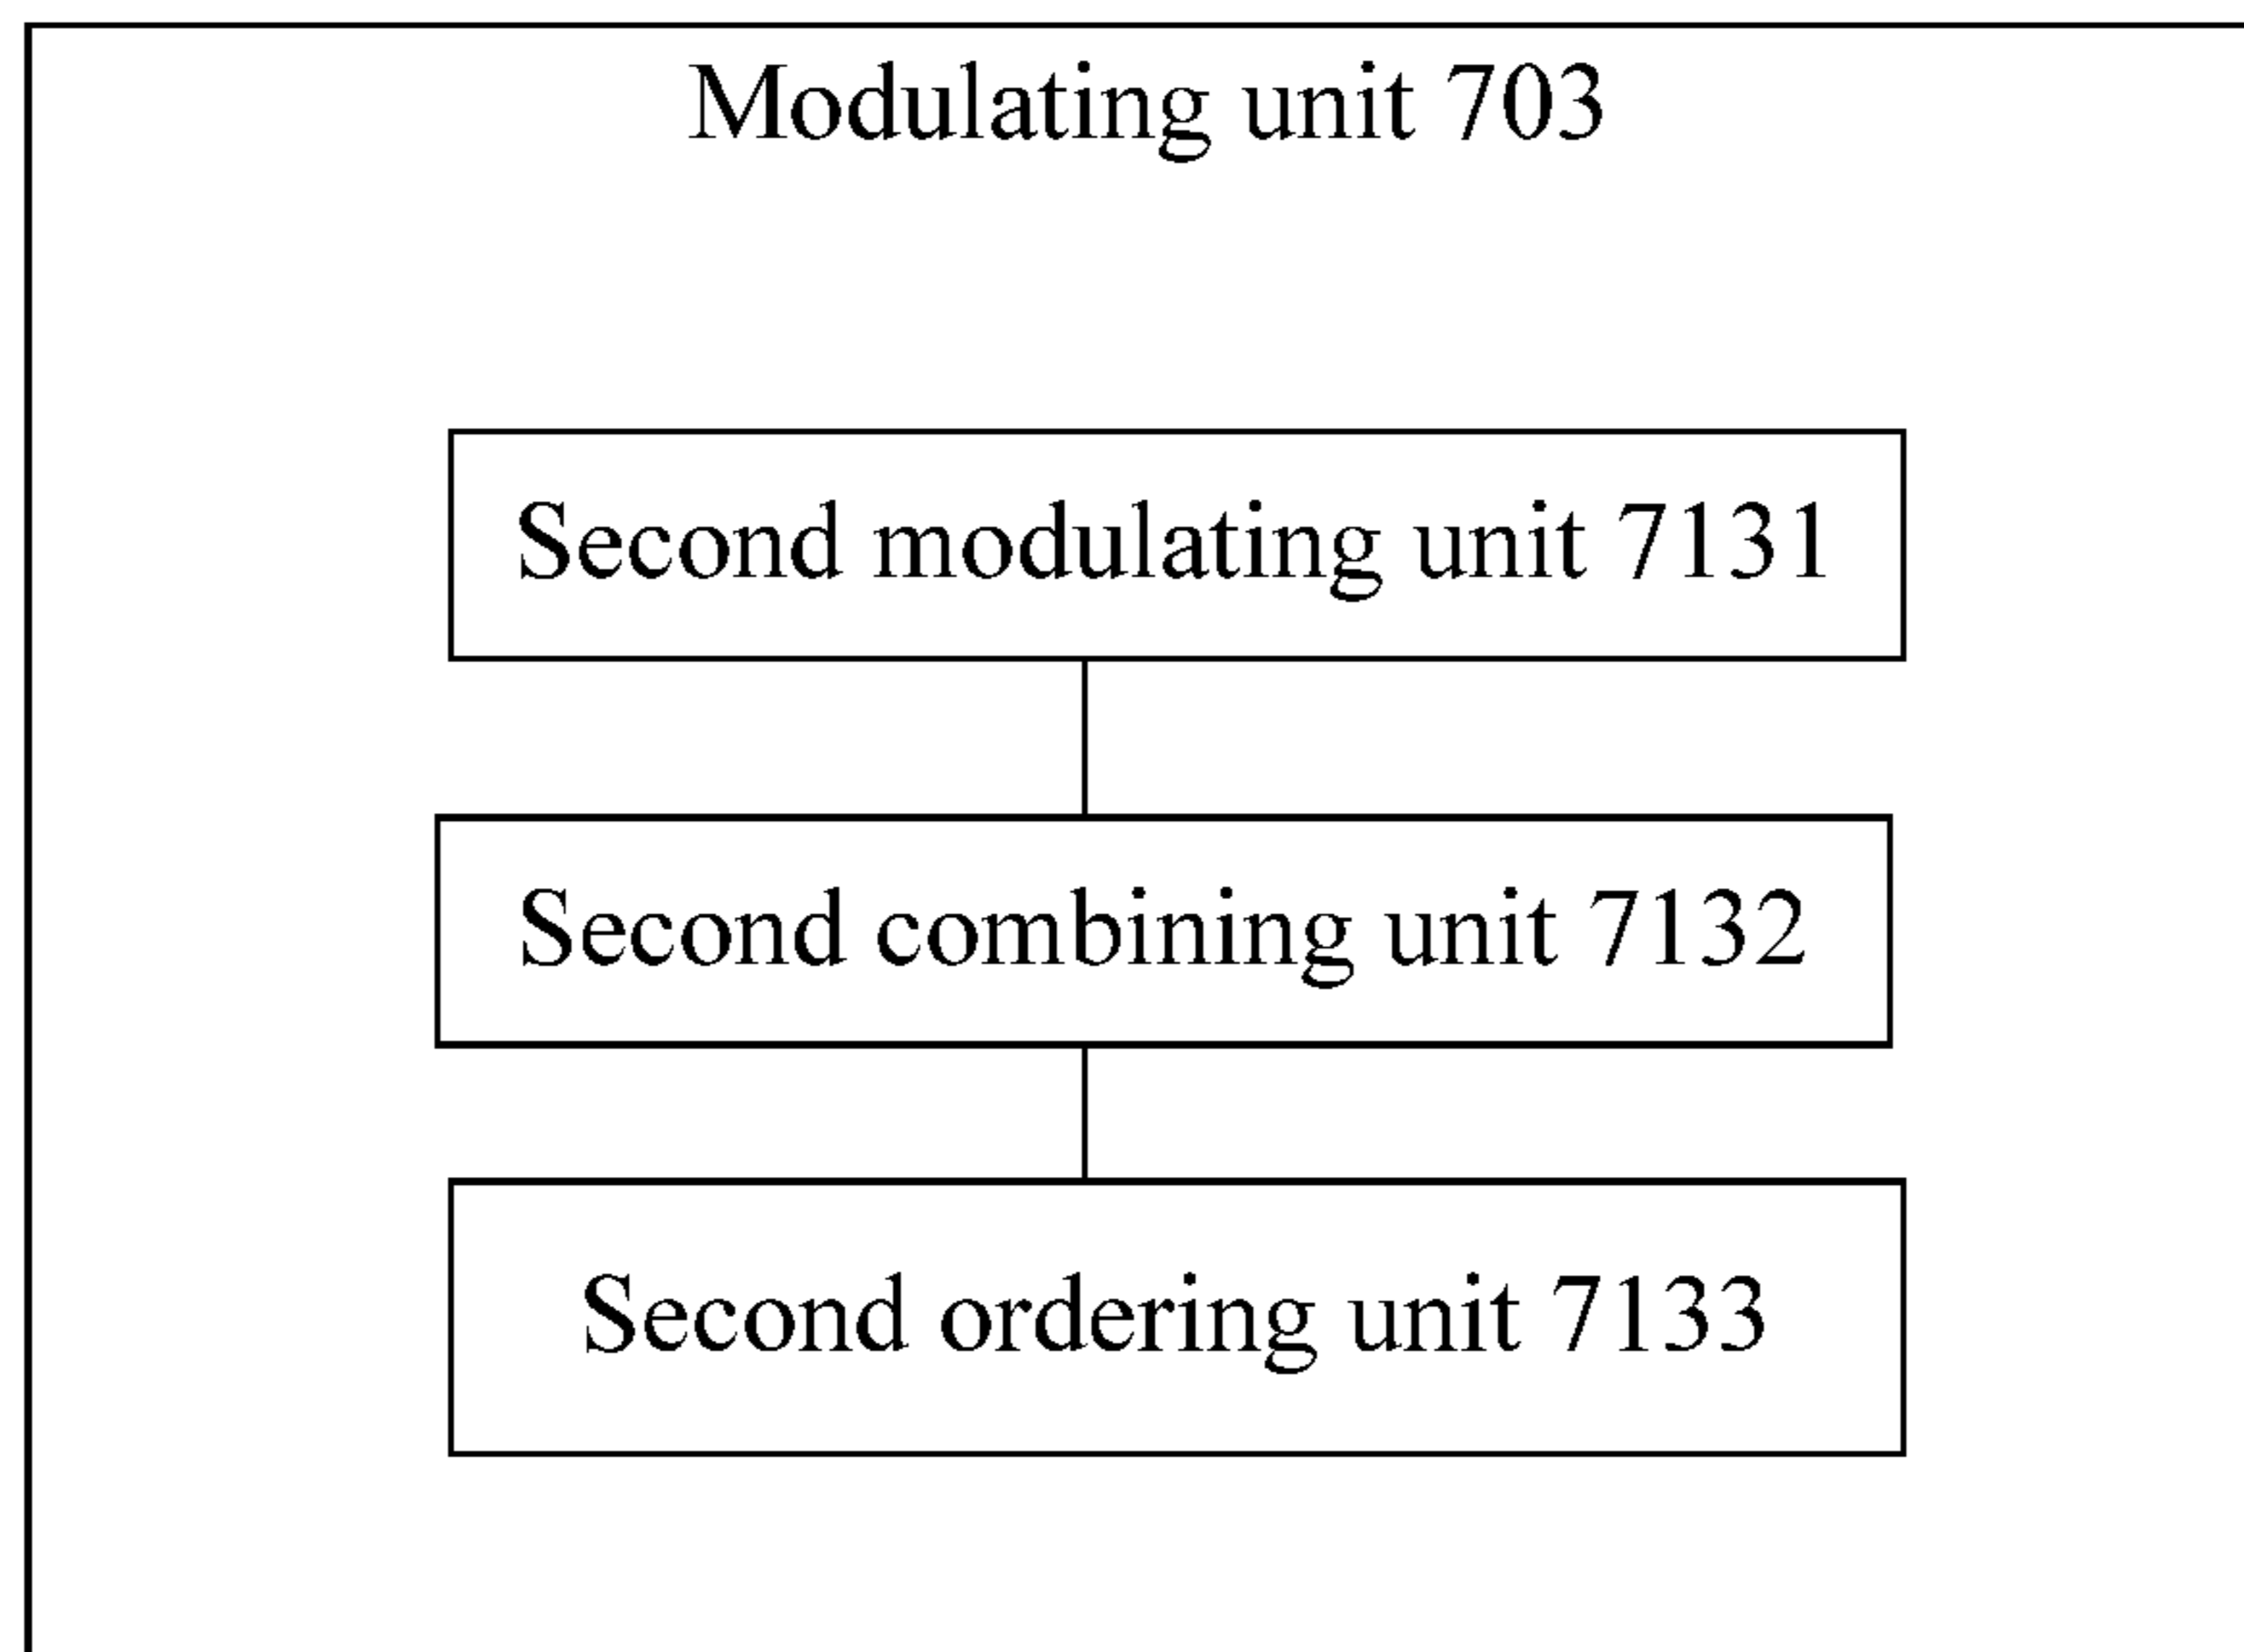 Modulating unit 703
Second modulating unit 7131
Second combining unit 7132
Second ordering unit 7133